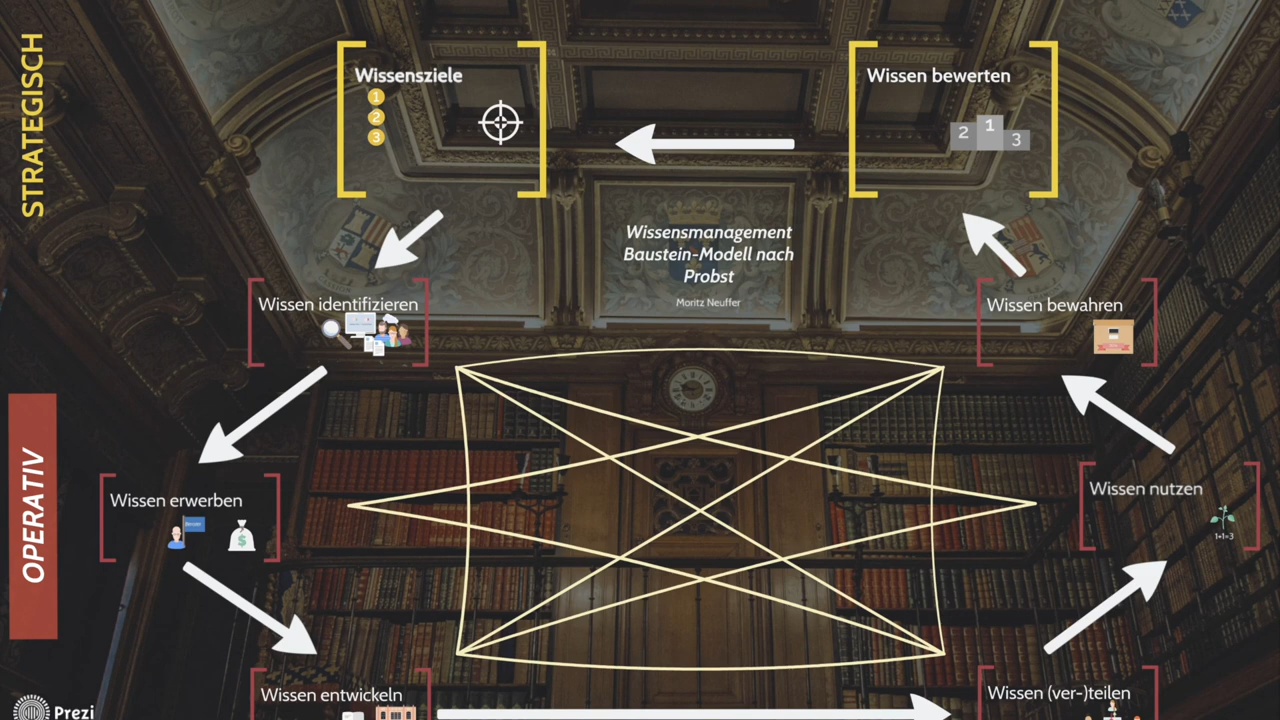 STRATEGISCH
Wissensziele
1
2
3
Wissen bewerten
2 1 3
Wissensmanagement
Baustein-Modell nach
Probst
Moritz Neuffer
Wissen identifizieren
Wissen bewahren
OPERATIV
Wissen erwerben
Wissen nutzen
1+1=3
Wissen entwickeln
Wissen (ver-)teilen
Prezi